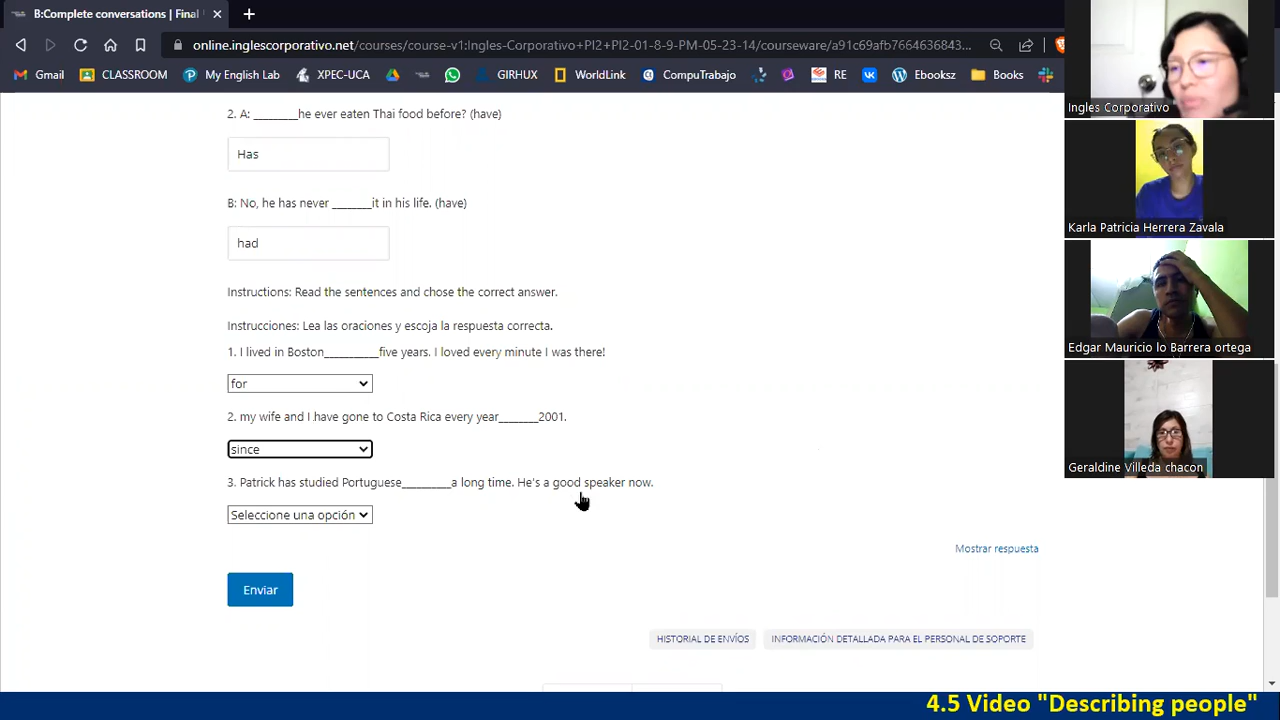 B:Complete conversations | Final
online.inglescorporativo.net/courses/course-v1:Ingles-Corporativo+PI2+PI2-01-8-9-PM-05-23-14/courseware/a91c69afb7664636843...
Gmail CLASSROOM My English Lab XPEC-UCA GIRHUX WorldLink CompuTrabajo RE VK Ebooksz Books
2. A: ________he ever eaten Thai food before? (have)
Has
B: No, he has never _______it in his life. (have)
had
Instructions: Read the sentences and chose the correct answer.
Instrucciones: Lea las oraciones y escoja la respuesta correcta.
1. I lived in Boston__________five years. I loved every minute I was there!
for
2. my wife and I have gone to Costa Rica every year_______2001.
since
3. Patrick has studied Portuguese_________a long time. He's a good speaker now.
Seleccione una opción
Mostrar respuesta
Enviar
HISTORIAL DE ENVÍOS INFORMACIÓN DETALLADA PARA EL PERSONAL DE SOPORTE
Ingles Corporativo
Karla Patricia Herrera Zavala
Edgar Mauricio lo Barrera ortega
Geraldine Villeda chacon
4.5 Video "Describing people"